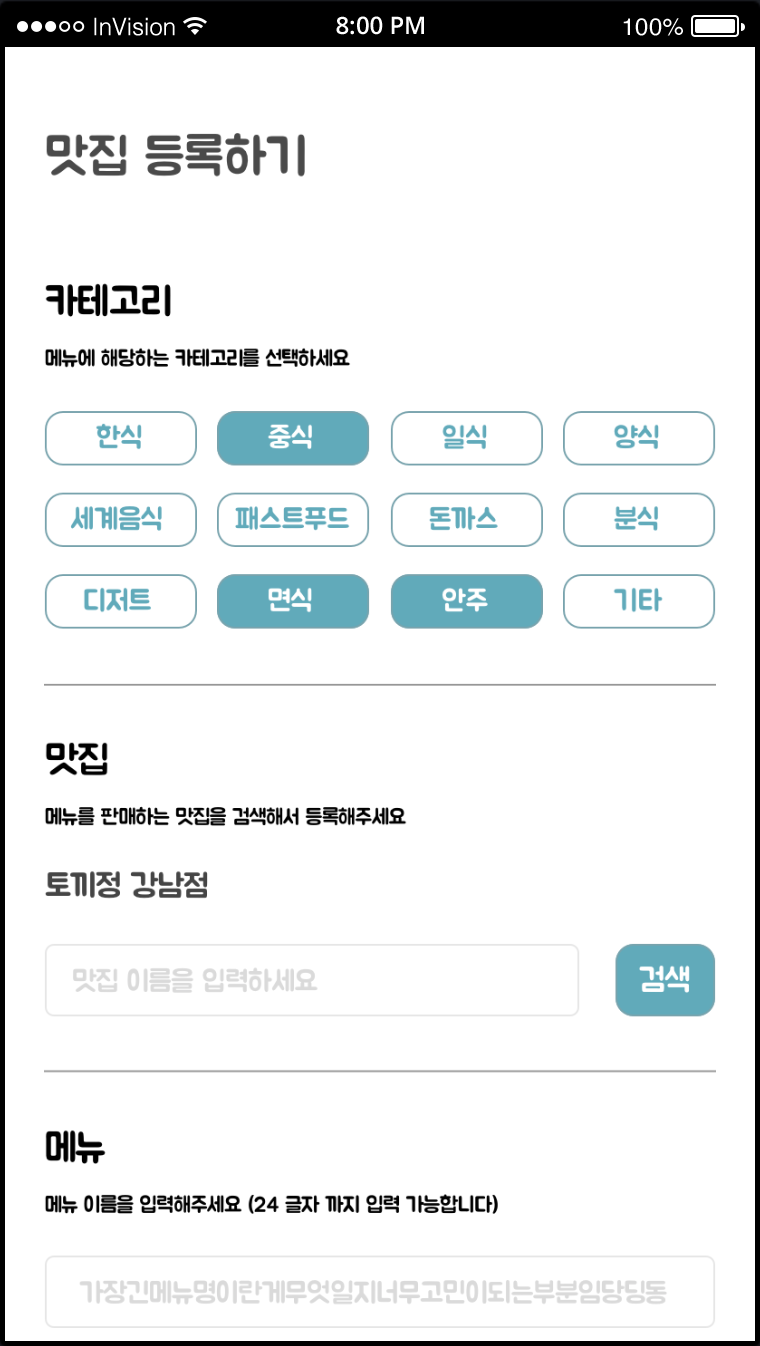 InVision 8:00 PM 100%
맛집 등록하기
카테고리
메뉴에 해당하는 카테고리를 선택하세요
한식 중식 일식 양식
세계음식 패스트푸드 돈까스 분식
디저트 면식 안주 기타
맛집
메뉴를 판매하는 맛집을 검색해서 등록해주세요
토끼정 강남점
맛집 이름을 입력하세요 검색
메뉴
메뉴 이름을 입력해주세요 (24 글자 까지 입력 가능합니다)
가장긴메뉴명이란게무엇일지너무고민이되는부분임당딩동